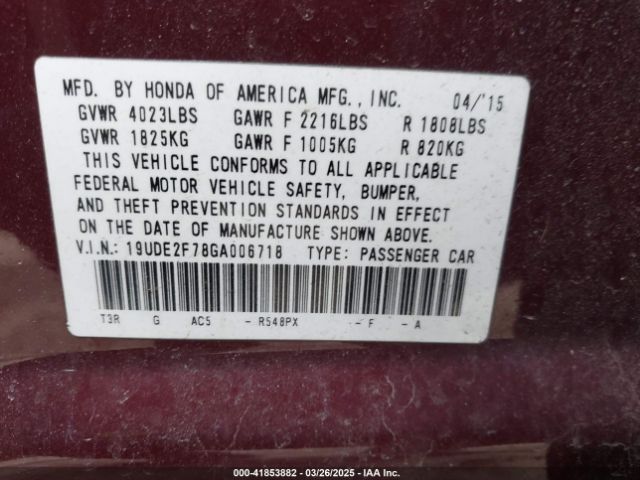 MFD. BY HONDA OF AMERICA MFG., INC. 04/'15
GVWR 4023LBS GAWR F 2216LBS R 1808LBS
GVWR 1825KG GAWR F 1005KG R 820KG
THIS VEHICLE CONFORMS TO ALL APPLICABLE
FEDERAL MOTOR VEHICLE SAFETY, BUMPER,
AND THEFT PREVENTION STANDARDS IN EFFECT
ON THE DATE OF MANUFACTURE SHOWN ABOVE.
V.I.N.: 19UDE2F78GA006718 TYPE: PASSENGER CAR
T3R G AC5 - R548PX - F - A
000-41853882 - 03/26/2025 - IAA Inc.